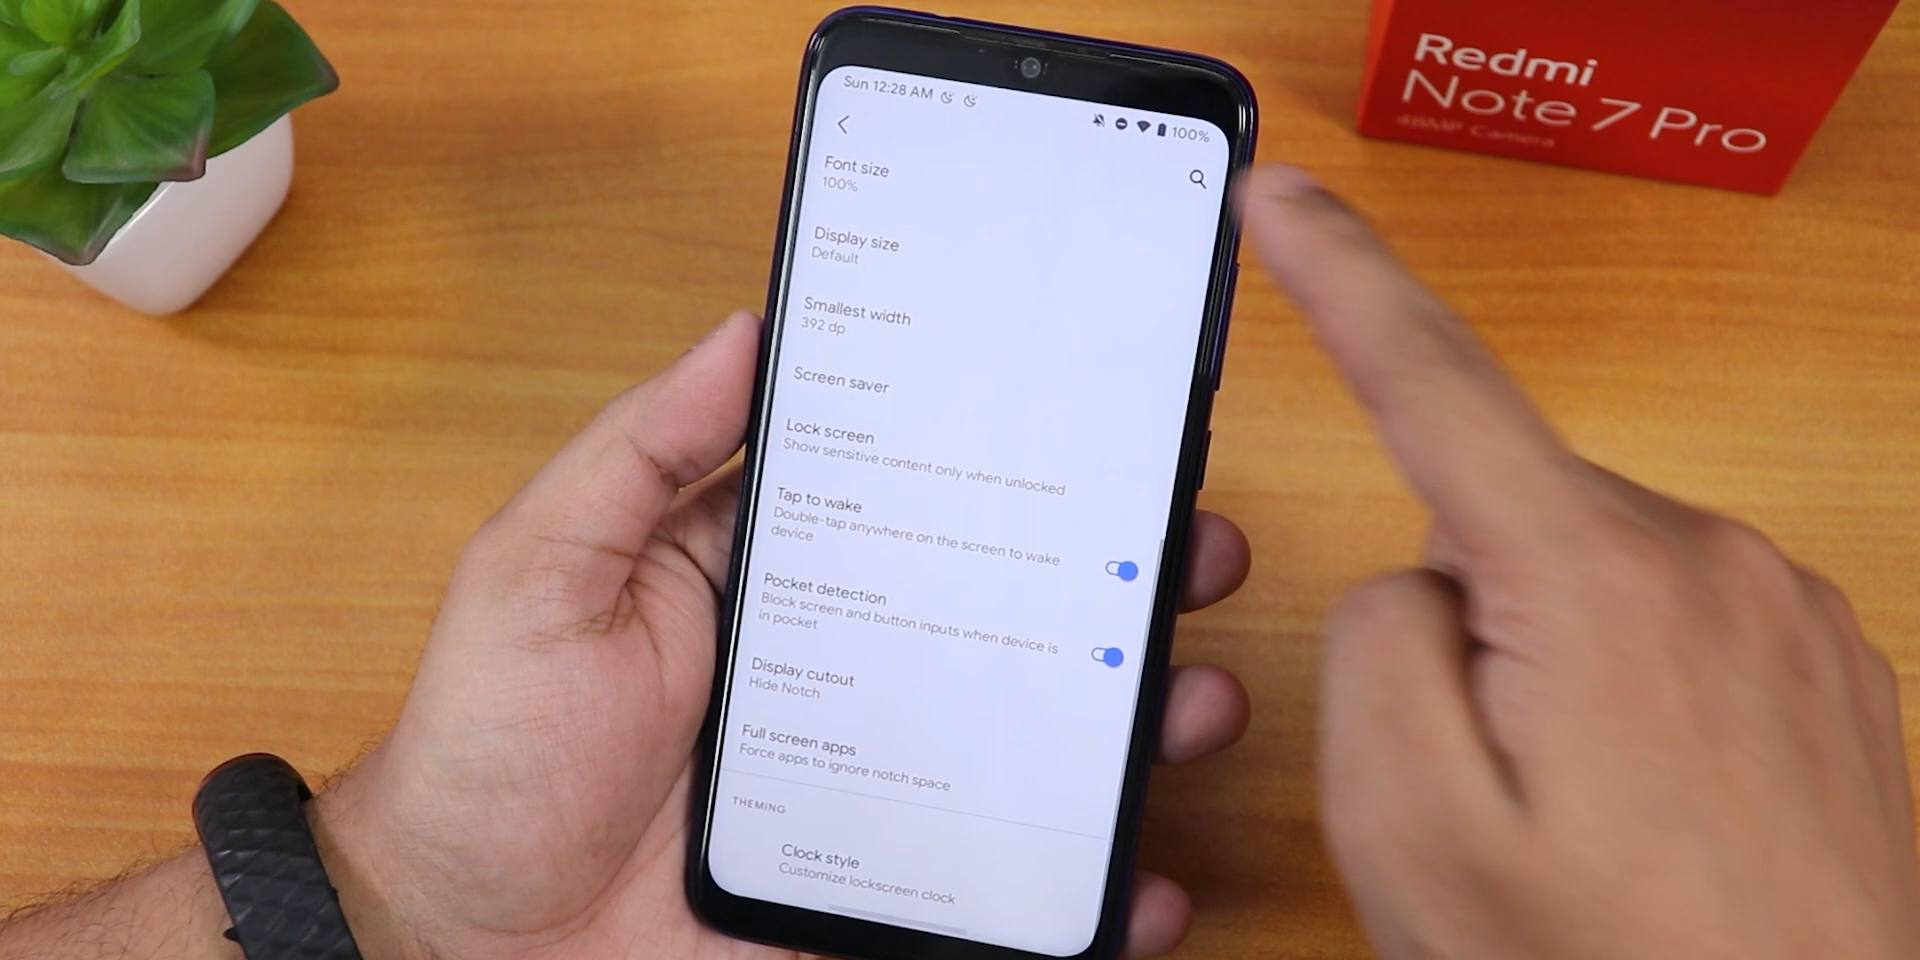 Redmi
Note 7 Pro
48MP Camera
Sun 12:28 AM
100%
Font size
100%
Display size
Default
Smallest width
392 dp
Screen saver
Lock screen
Show sensitive content only when unlocked
Tap to wake
Double-tap anywhere on the screen to wake
device
Pocket detection
Block screen and button inputs when device is
in pocket
Display cutout
Hide Notch
Full screen apps
Force apps to ignore notch space
THEMING
Clock style
Customize lockscreen clock